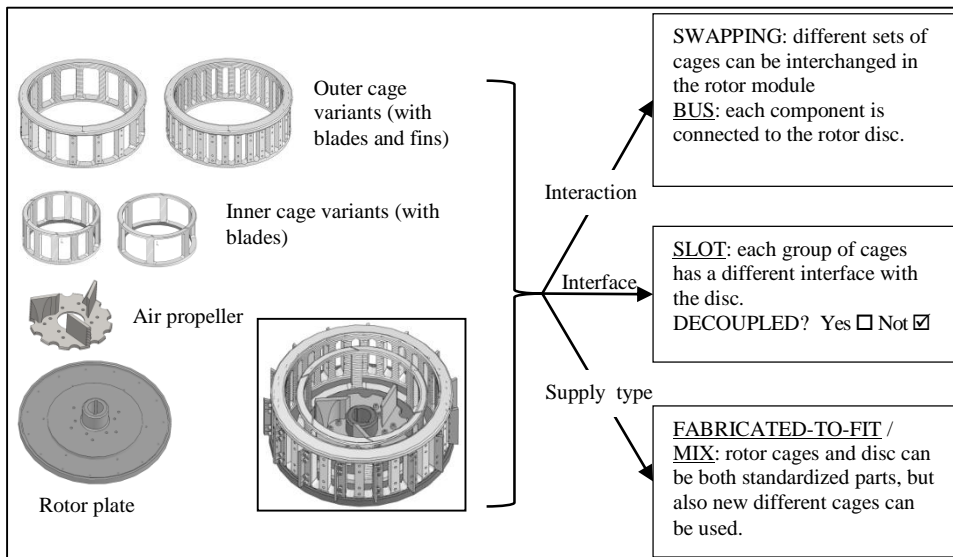 Outer cage
variants (with
blades and fins)
Inner cage variants (with
blades)
Air propeller
Rotor plate
Interaction
Interface
Supply type
SWAPPING: different sets of
cages can be interchanged in
the rotor module
BUS: each component is
connected to the rotor disc.
SLOT: each group of cages
has a different interface with
the disc.
DECOUPLED? Yes ☐ Not ☑
FABRICATED-TO-FIT /
MIX: rotor cages and disc can
be both standardized parts, but
also new different cages can
be used.